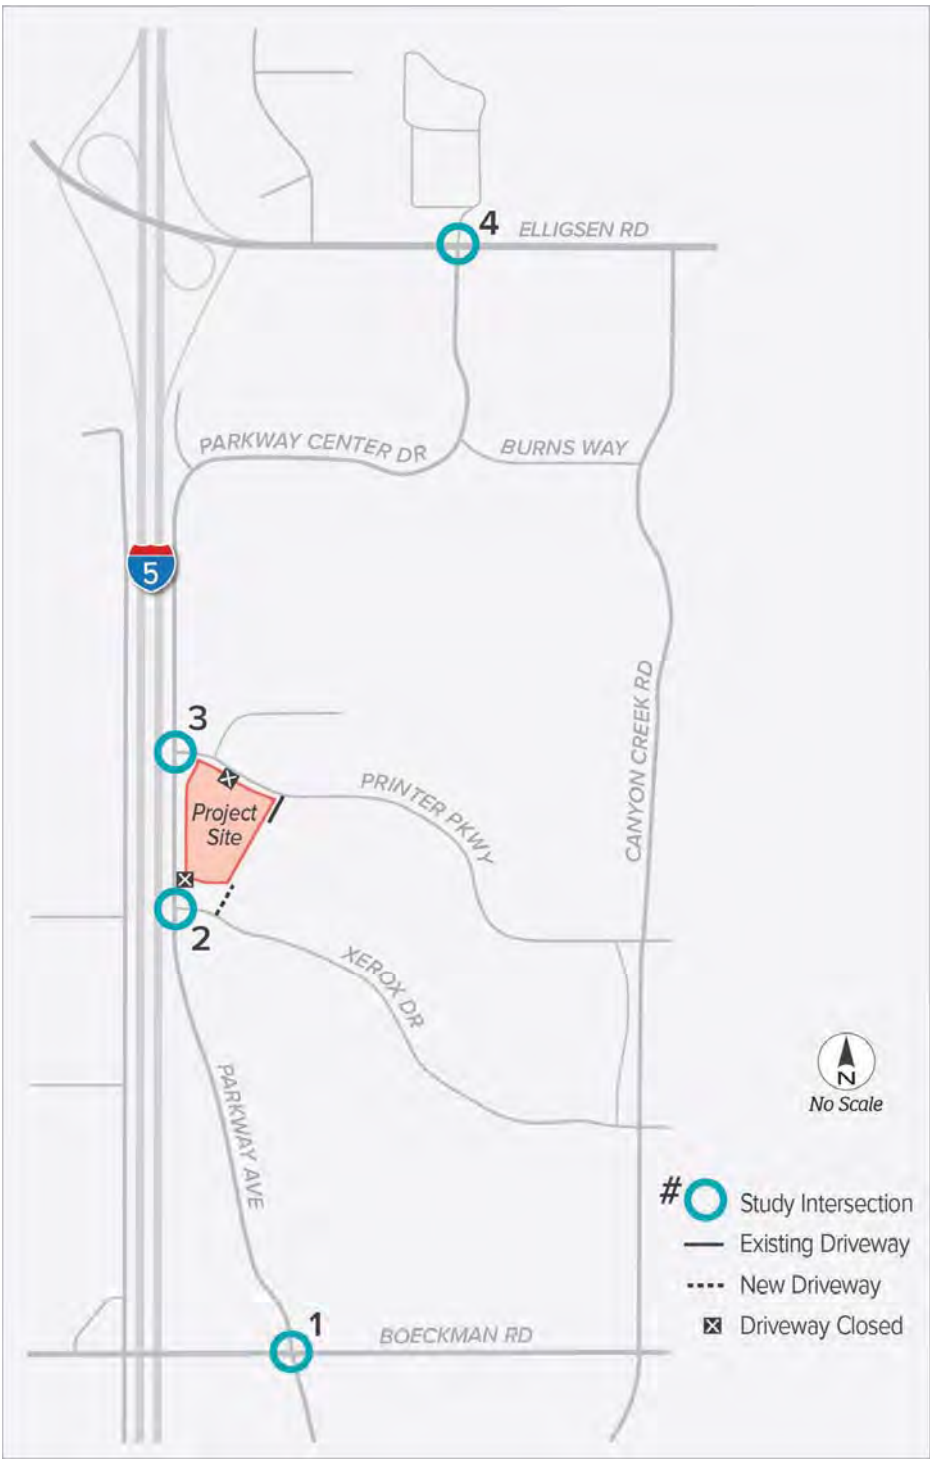 4
ELLIGSEN RD
PARKWAY CENTER DR
BURNS WAY
5
CANYON CREEK RD
3
PRINTER PKWY
Project
Site
2
XEROX DR
N
No Scale
PARKWAY AVE
# Study Intersection
Existing Driveway
New Driveway
Driveway Closed
1
BOECKMAN RD